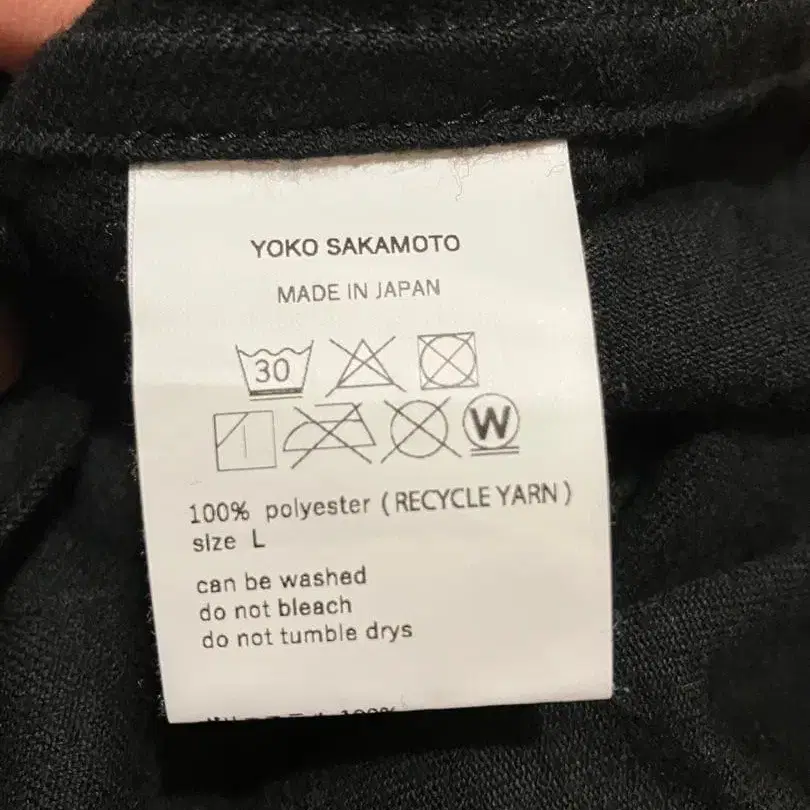 YOKO SAKAMOTO
MADE IN JAPAN
30
W
100% polyester (RECYCLE YARN)
size L
can be washed
do not bleach
do not tumble drys
100%